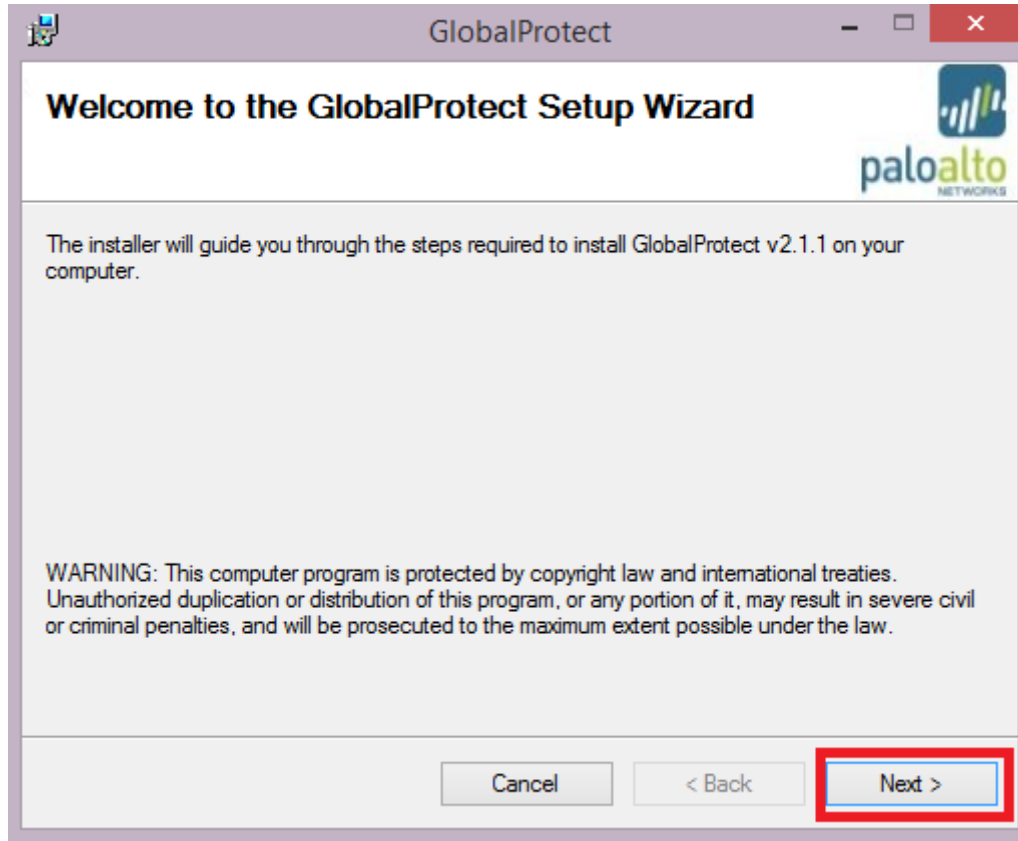 GlobalProtect
Welcome to the GlobalProtect Setup Wizard
paloalto
NETWORKS
The installer will guide you through the steps required to install GlobalProtect v2.1.1 on your
computer.
WARNING: This computer program is protected by copyright law and international treaties.
Unauthorized duplication or distribution of this program, or any portion of it, may result in severe civil
or criminal penalties, and will be prosecuted to the maximum extent possible under the law.
Cancel < Back Next >